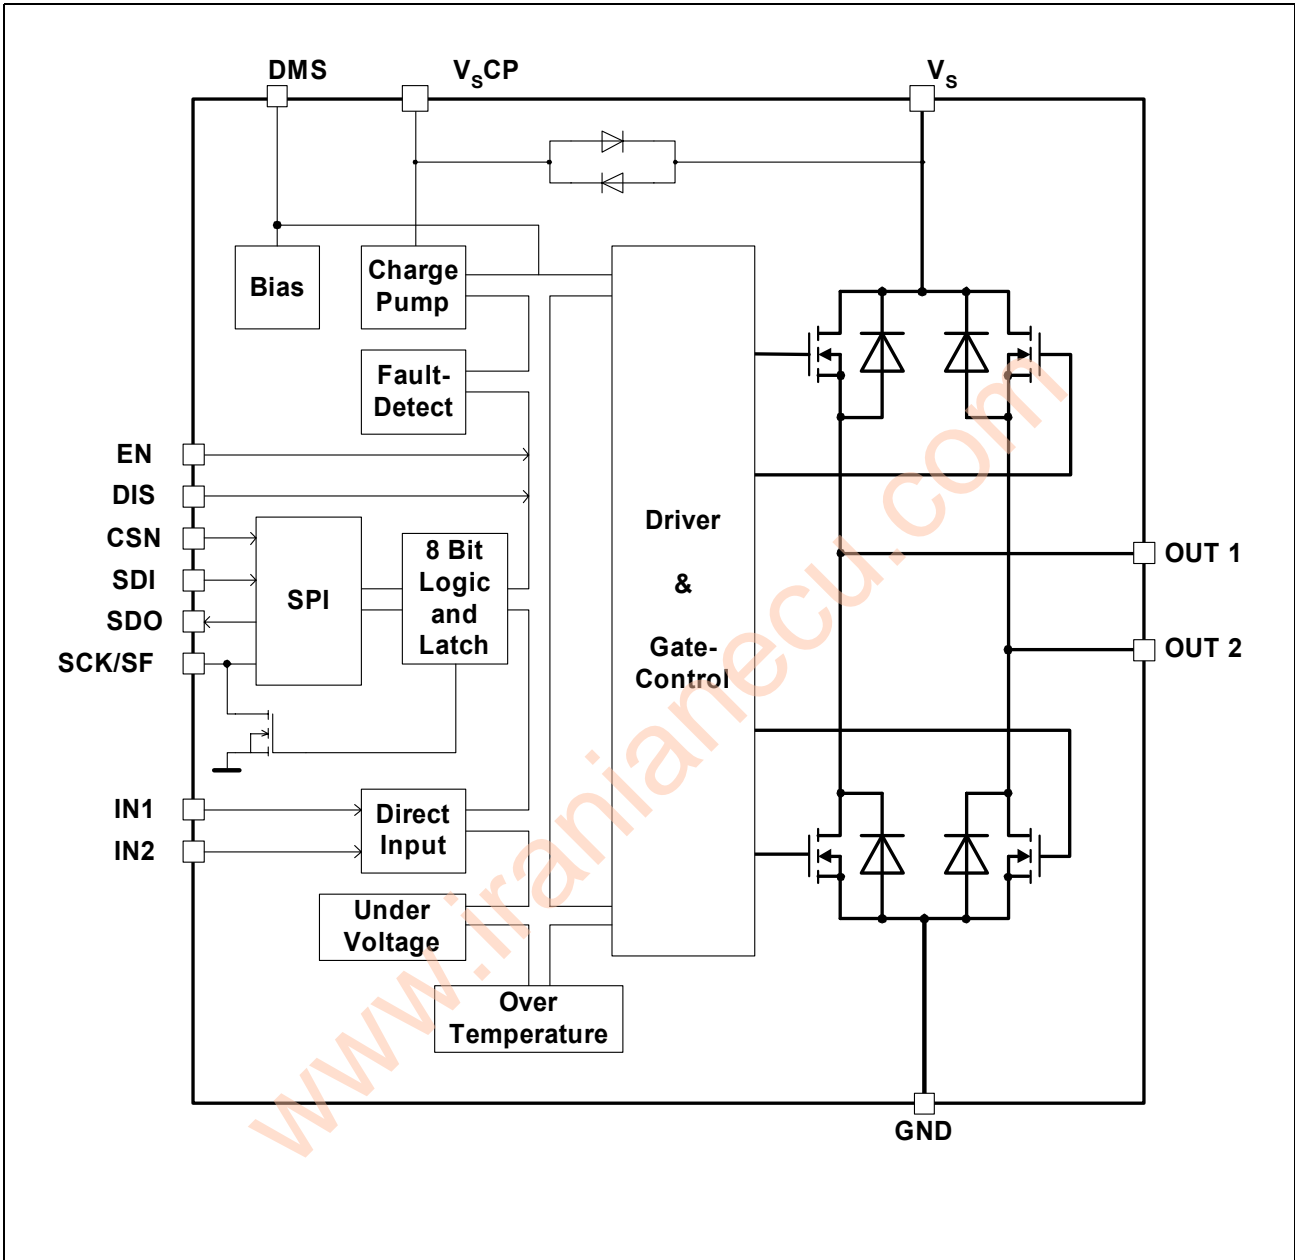 DMS
VSCP
VS
Bias
Charge
Pump
Fault-
Detect
EN
DIS
CSN
SDI
SDO
SCK/SF
SPI
8 Bit
Logic
and
Latch
Driver
&
Gate-
Control
OUT 1
OUT 2
IN1
IN2
Direct
Input
Under
Voltage
Over
Temperature
GND
www.iranianecu.com